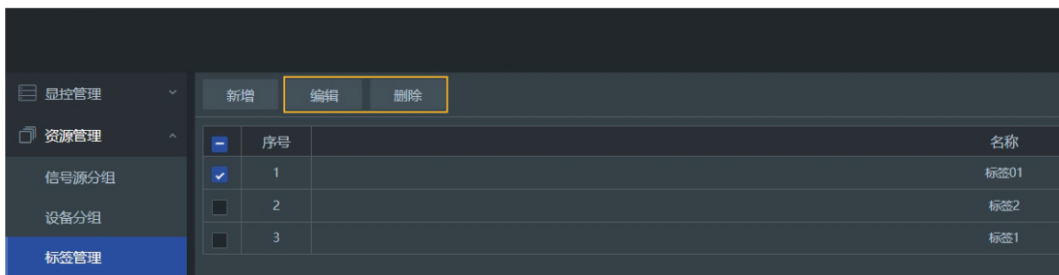 显控管理
新增 编辑 删除
资源管理
序号 名称
信号源分组
1 标签01
设备分组
2 标签2
3 标签1
标签管理